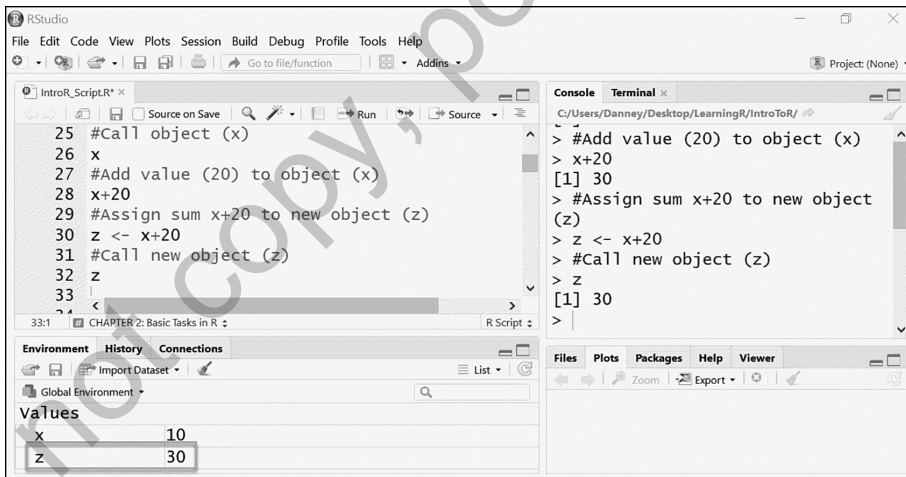 RStudio
File Edit Code View Plots Session Build Debug Profile Tools Help
Go to file/function Addins Project: (None)
IntroR_Script.R*
Source on Save Run Source
25 #Call object (x)
26 x
27 #Add value (20) to object (x)
28 x+20
29 #Assign sum x+20 to new object (z)
30 z <- x+20
31 #Call new object (z)
32 z
33
33:1 CHAPTER 2: Basic Tasks in R R Script
Environment History Connections
Import Dataset List
Global Environment
Values
x 10
z 30
Console Terminal
C:/Users/Danney/Desktop/LearningR/IntroToR/
> #Add value (20) to object (x)
> x+20
[1] 30
> #Assign sum x+20 to new object
(z)
> z <- x+20
> #Call new object (z)
> z
[1] 30
>
Files Plots Packages Help Viewer
Zoom Export
not copy, po